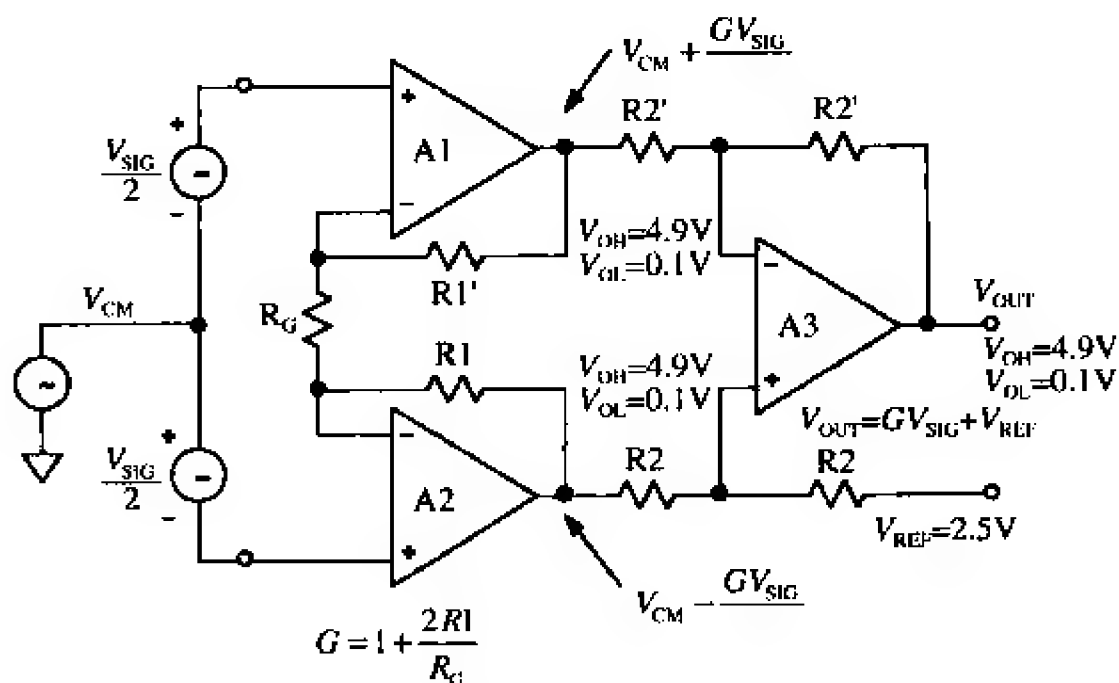 V_CM + GV_SIG
R2'
R2'
+
A1
−
+
V_SIG
2
−
V_OH=4.9V
V_OL=0.1V
R1'
−
A3
+
V_OUT
V_OH=4.9V
V_OL=0.1V
V_CM
R_G
R1
V_OH=4.9V
V_OL=0.1V
V_OUT=GV_SIG+V_REF
~
+
V_SIG
2
−
−
A2
+
R2
R2
V_REF=2.5V
V_CM − GV_SIG
G = 1 + 2R1
R_G